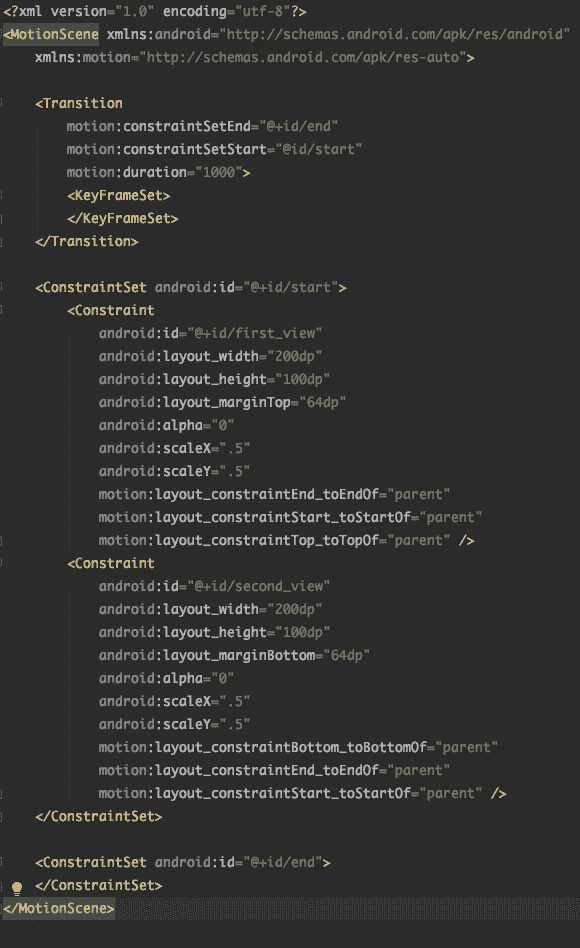 <?xml version="1.0" encoding="utf-8"?>
<MotionScene xmlns:android="http://schemas.android.com/apk/res/android"
    xmlns:motion="http://schemas.android.com/apk/res-auto">

    <Transition
        motion:constraintSetEnd="@+id/end"
        motion:constraintSetStart="@id/start"
        motion:duration="1000">
        <KeyFrameSet>
        </KeyFrameSet>
    </Transition>

    <ConstraintSet android:id="@+id/start">
        <Constraint
            android:id="@+id/first_view"
            android:layout_width="200dp"
            android:layout_height="100dp"
            android:layout_marginTop="64dp"
            android:alpha="0"
            android:scaleX=".5"
            android:scaleY=".5"
            motion:layout_constraintEnd_toEndOf="parent"
            motion:layout_constraintStart_toStartOf="parent"
            motion:layout_constraintTop_toTopOf="parent" />
        <Constraint
            android:id="@+id/second_view"
            android:layout_width="200dp"
            android:layout_height="100dp"
            android:layout_marginBottom="64dp"
            android:alpha="0"
            android:scaleX=".5"
            android:scaleY=".5"
            motion:layout_constraintBottom_toBottomOf="parent"
            motion:layout_constraintEnd_toEndOf="parent"
            motion:layout_constraintStart_toStartOf="parent" />
    </ConstraintSet>

    <ConstraintSet android:id="@+id/end">
    </ConstraintSet>
</MotionScene>